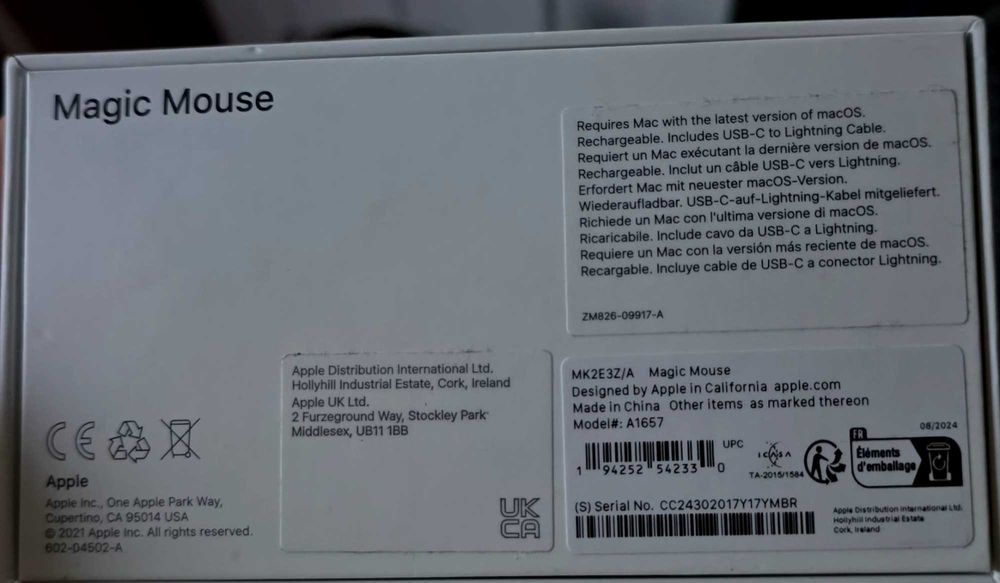 Magic Mouse
Requires Mac with the latest version of macOS.
Rechargeable. Includes USB-C to Lightning Cable.
Requiert un Mac exécutant la dernière version de macOS.
Rechargeable. Inclut un câble USB-C vers Lightning.
Erfordert Mac mit neuester macOS-Version.
Wiederaufladbar. USB-C-auf-Lightning-Kabel mitgeliefert.
Richiede un Mac con l'ultima versione di macOS.
Ricaricabile. Include cavo da USB-C a Lightning.
Requiere un Mac con la versión más reciente de macOS.
Recargable. Incluye cable de USB-C a conector Lightning.
ZM826-09917-A
Apple Distribution International Ltd.
Hollyhill Industrial Estate, Cork, Ireland
Apple UK Ltd.
2 Furzeground Way, Stockley Park
Middlesex, UB11 1BB
UK
CA
CE
Apple
Apple Inc., One Apple Park Way,
Cupertino, CA 95014 USA
© 2021 Apple Inc. All rights reserved.
602-04502-A
MK2E3Z/A Magic Mouse
Designed by Apple in California apple.com
Made in China Other items as marked thereon
Model#: A1657
08/2024
UPC
1 94252 54233 0
ICASA
TA-2015/1584
FR
Éléments
d'emballage
(S) Serial No. CC24302017Y17YMBR
Apple Distribution International Ltd.
Hollyhill Industrial Estate
Cork, Ireland